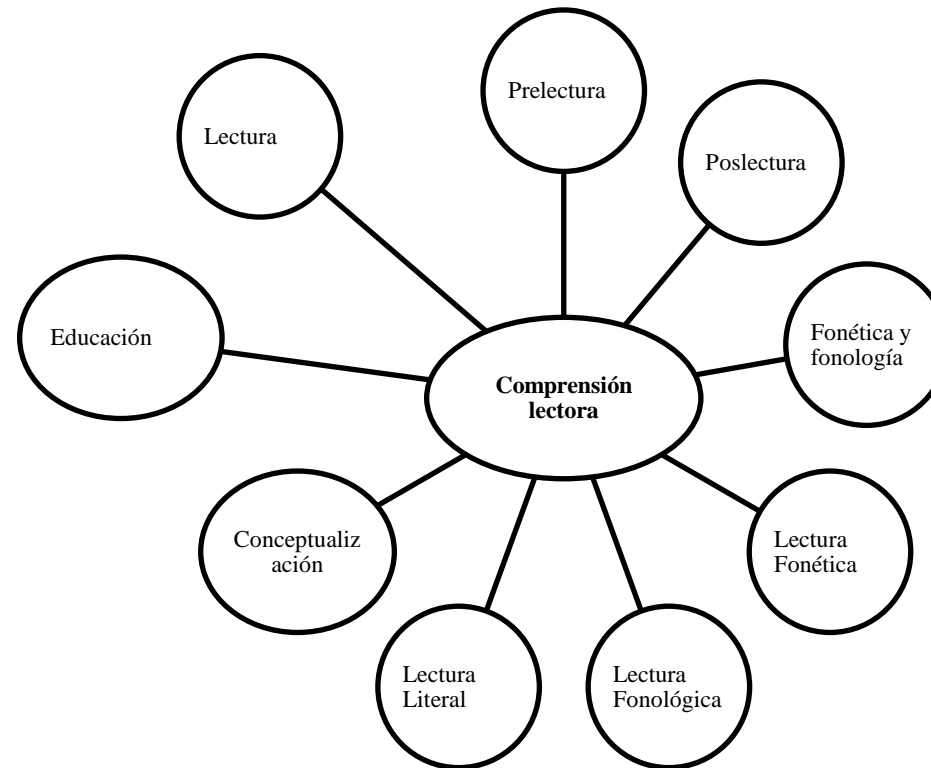 Prelectura
Lectura
Poslectura
Educación
Fonética y
fonología
Comprensión
lectora
Conceptualiz
ación
Lectura
Fonética
Lectura
Literal
Lectura
Fonológica